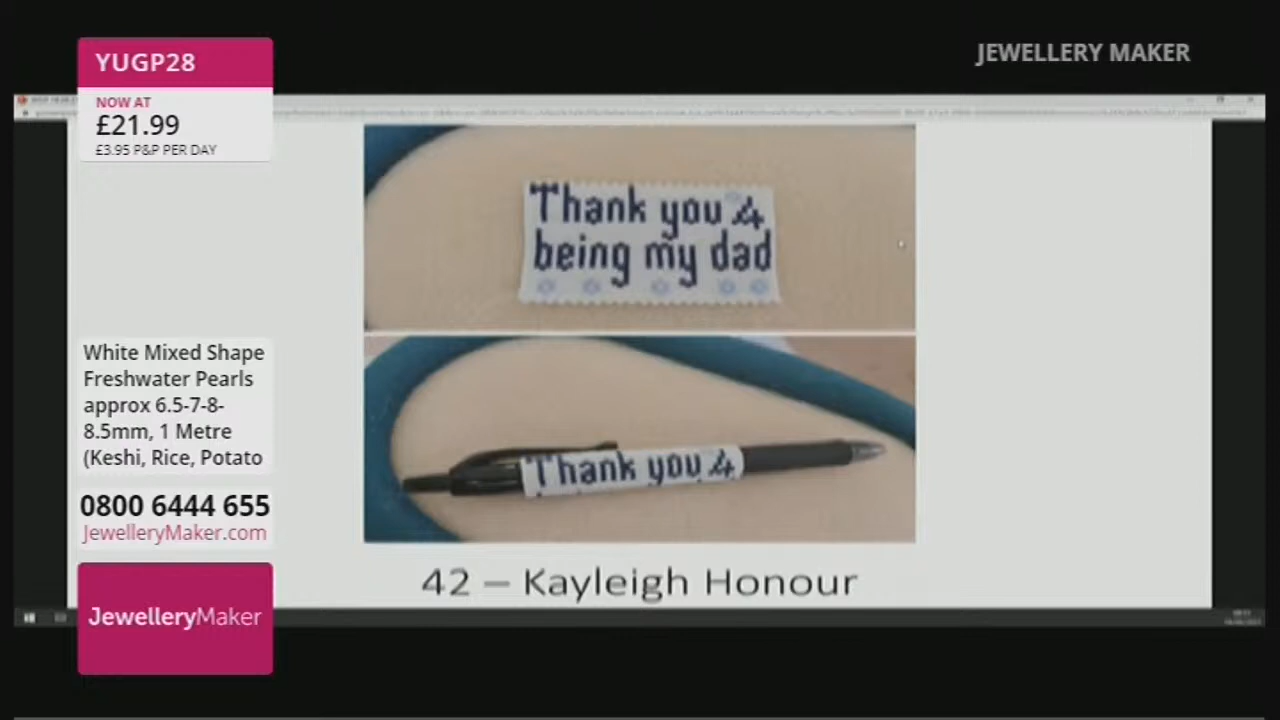 YUGP28
NOW AT
£21.99
£3.95 P&P PER DAY
JEWELLERY MAKER
Thank you 4
being my dad
Thank you 4
42 – Kayleigh Honour
White Mixed Shape
Freshwater Pearls
approx 6.5-7-8-
8.5mm, 1 Metre
(Keshi, Rice, Potato
0800 6444 655
JewelleryMaker.com
JewelleryMaker